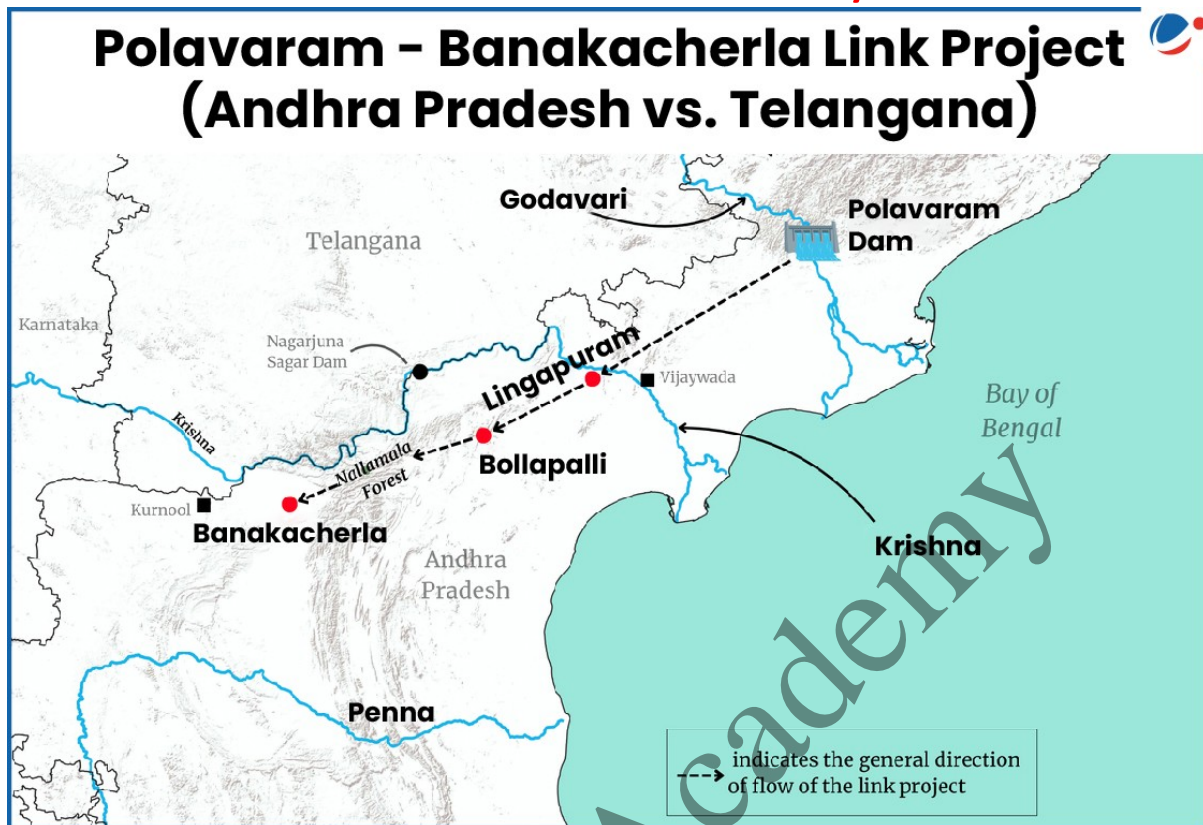 Polavaram - Banakacherla Link Project
(Andhra Pradesh vs. Telangana)
Godavari
Polavaram
Dam
Telangana
Karnataka
Nagarjuna
Sagar Dam
Lingapuram
Vijaywada
Bay of
Bengal
Krishna
Nallamala
Forest
Bollapalli
Kurnool
Banakacherla
Krishna
Andhra
Pradesh
Penna
indicates the general direction
of flow of the link project
Academy